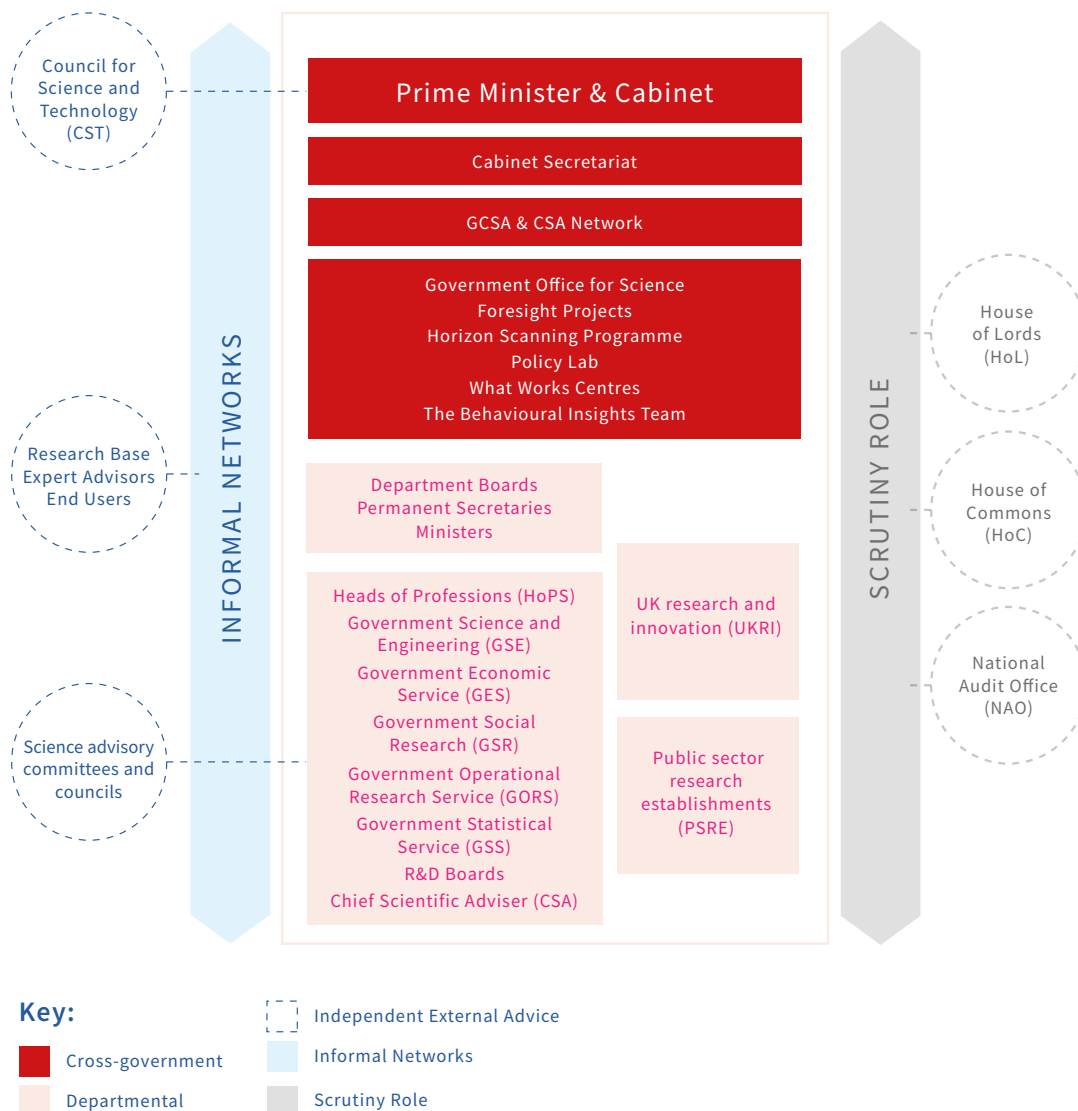 Council for
Science and
Technology
(CST)
Research Base
Expert Advisors
End Users
Science advisory
committees and
councils
INFORMAL NETWORKS
Prime Minister & Cabinet
Cabinet Secretariat
GCSA & CSA Network
Government Office for Science
Foresight Projects
Horizon Scanning Programme
Policy Lab
What Works Centres
The Behavioural Insights Team
Department Boards
Permanent Secretaries
Ministers
Heads of Professions (HoPS)
Government Science and
Engineering (GSE)
Government Economic
Service (GES)
Government Social
Research (GSR)
Government Operational
Research Service (GORS)
Government Statistical
Service (GSS)
R&D Boards
Chief Scientific Adviser (CSA)
UK research and
innovation (UKRI)
Public sector
research
establishments
(PSRE)
SCRUTINY ROLE
House
of Lords
(HoL)
House of
Commons
(HoC)
National
Audit Office
(NAO)
Key:
Cross-government
Departmental
Independent External Advice
Informal Networks
Scrutiny Role